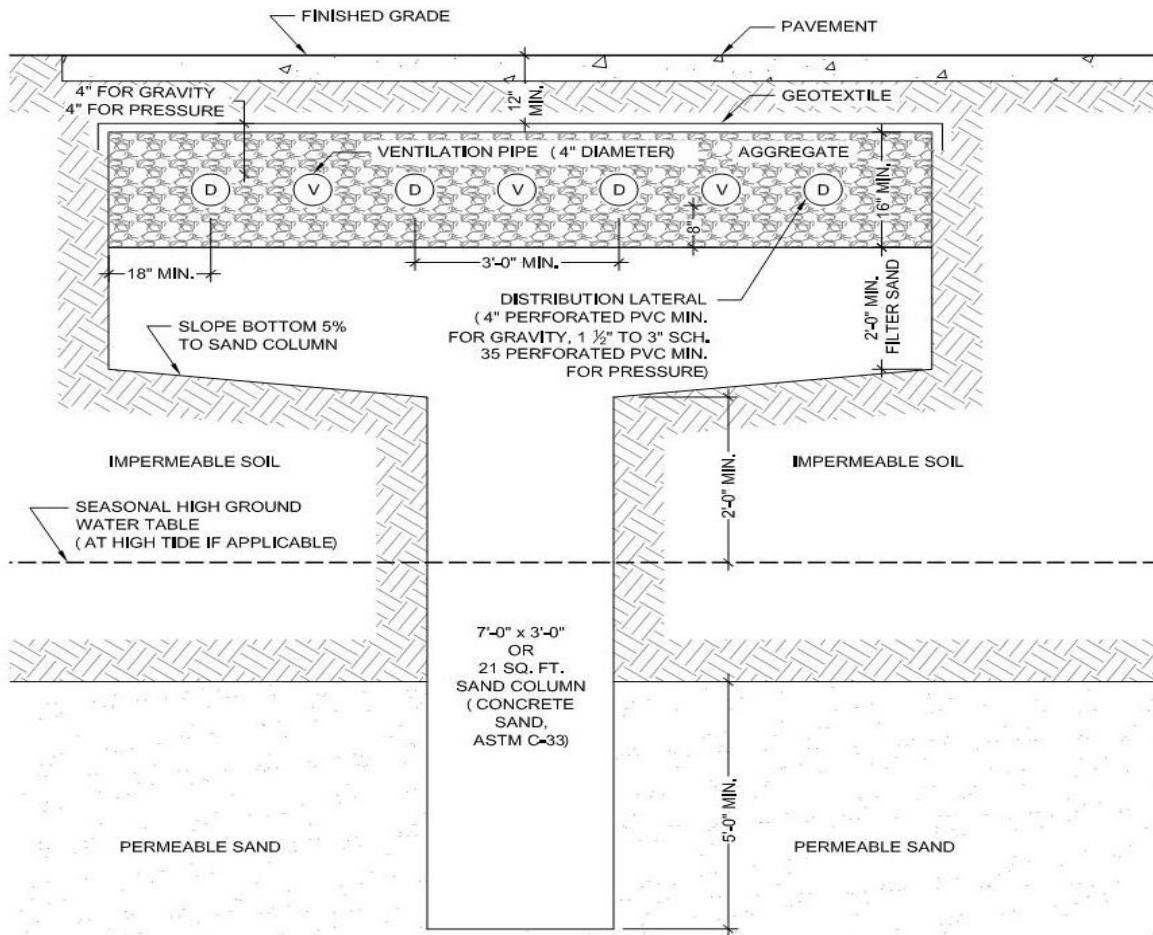 FINISHED GRADE
PAVEMENT
4" FOR GRAVITY
4" FOR PRESSURE
12"
MIN.
GEOTEXTILE
VENTILATION PIPE ( 4" DIAMETER)
AGGREGATE
D
V
D
V
D
V
D
16" MIN.
8"
18" MIN.
3'-0" MIN.
DISTRIBUTION LATERAL
( 4" PERFORATED PVC MIN.
FOR GRAVITY, 1 ½" TO 3" SCH.
35 PERFORATED PVC MIN.
FOR PRESSURE)
2'-0" MIN.
FILTER SAND
SLOPE BOTTOM 5%
TO SAND COLUMN
IMPERMEABLE SOIL
IMPERMEABLE SOIL
2'-0" MIN.
SEASONAL HIGH GROUND
WATER TABLE
( AT HIGH TIDE IF APPLICABLE)
7'-0" x 3'-0"
OR
21 SQ. FT.
SAND COLUMN
( CONCRETE
SAND,
ASTM C-33)
5'-0" MIN.
PERMEABLE SAND
PERMEABLE SAND